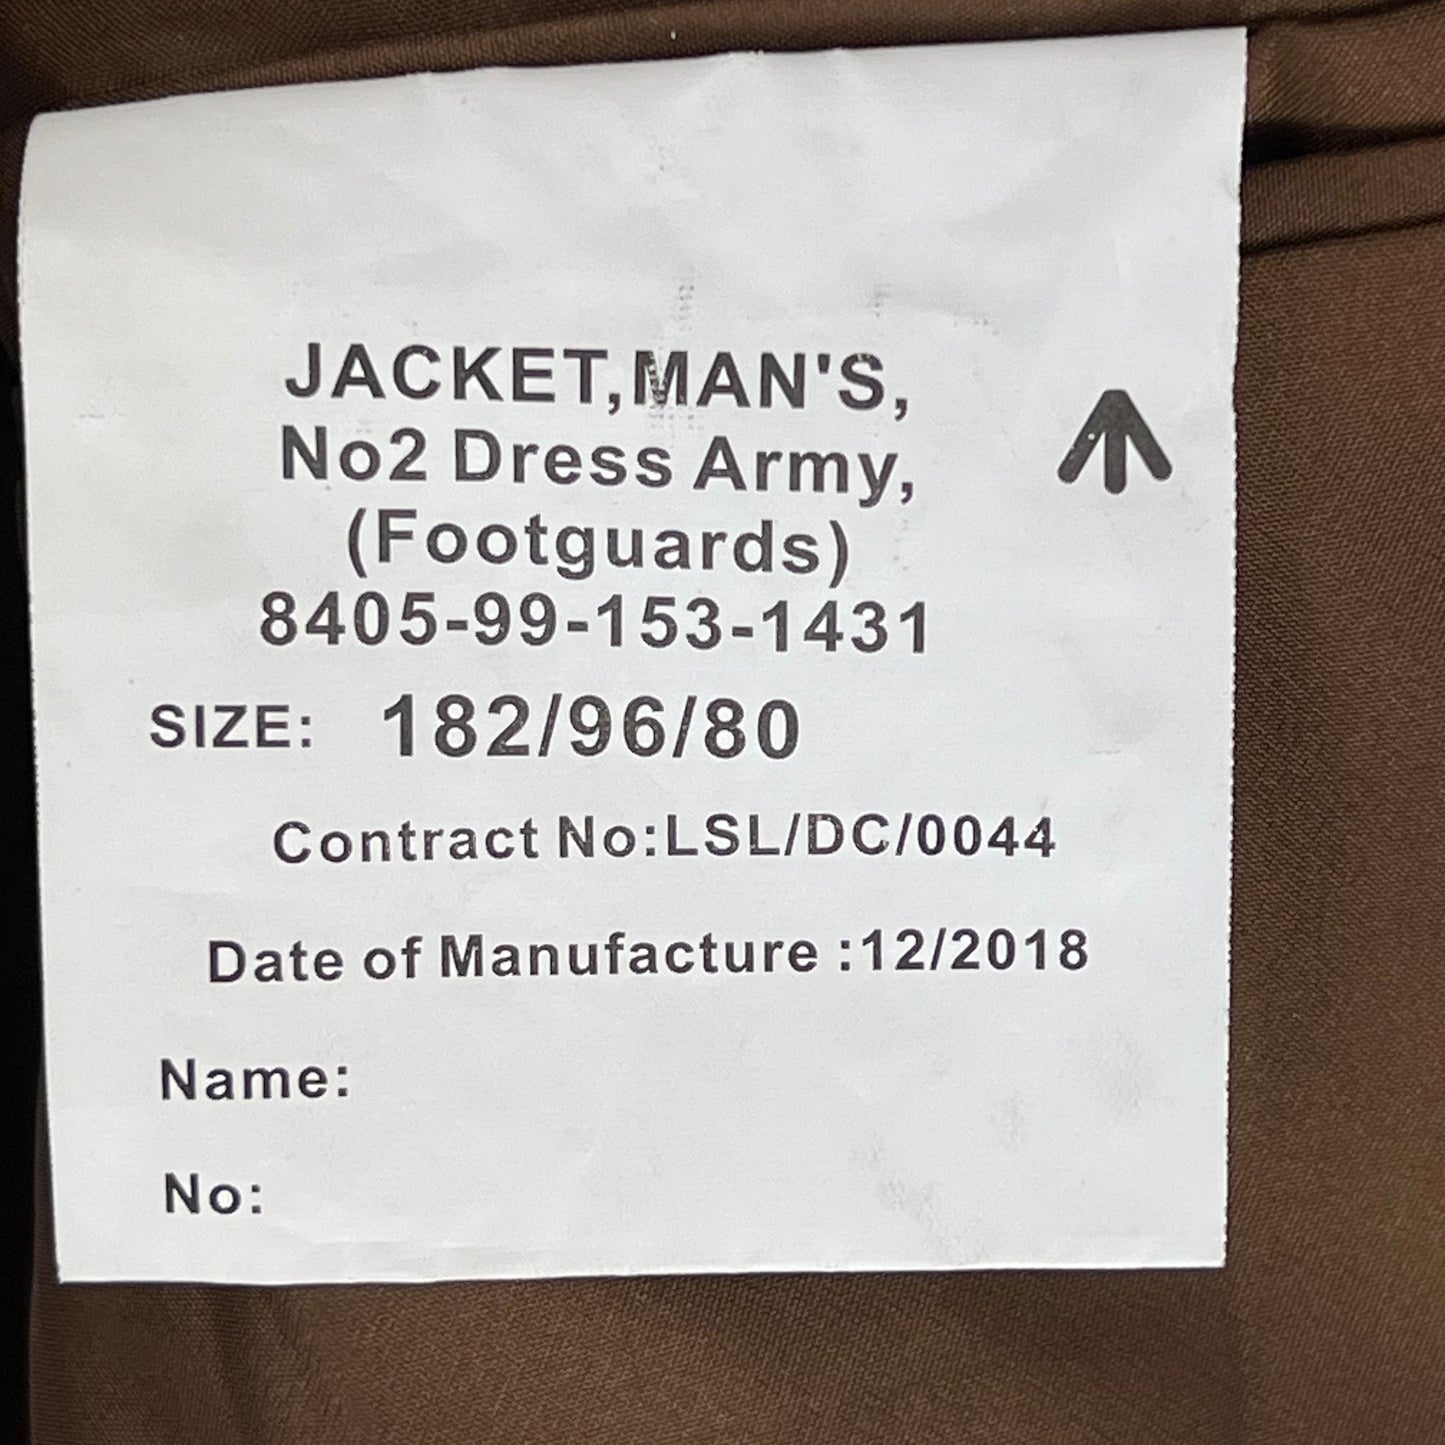 JACKET,MAN'S,
No2 Dress Army,
(Footguards)
8405-99-153-1431
SIZE: 182/96/80
Contract No:LSL/DC/0044
Date of Manufacture :12/2018
Name:
No: